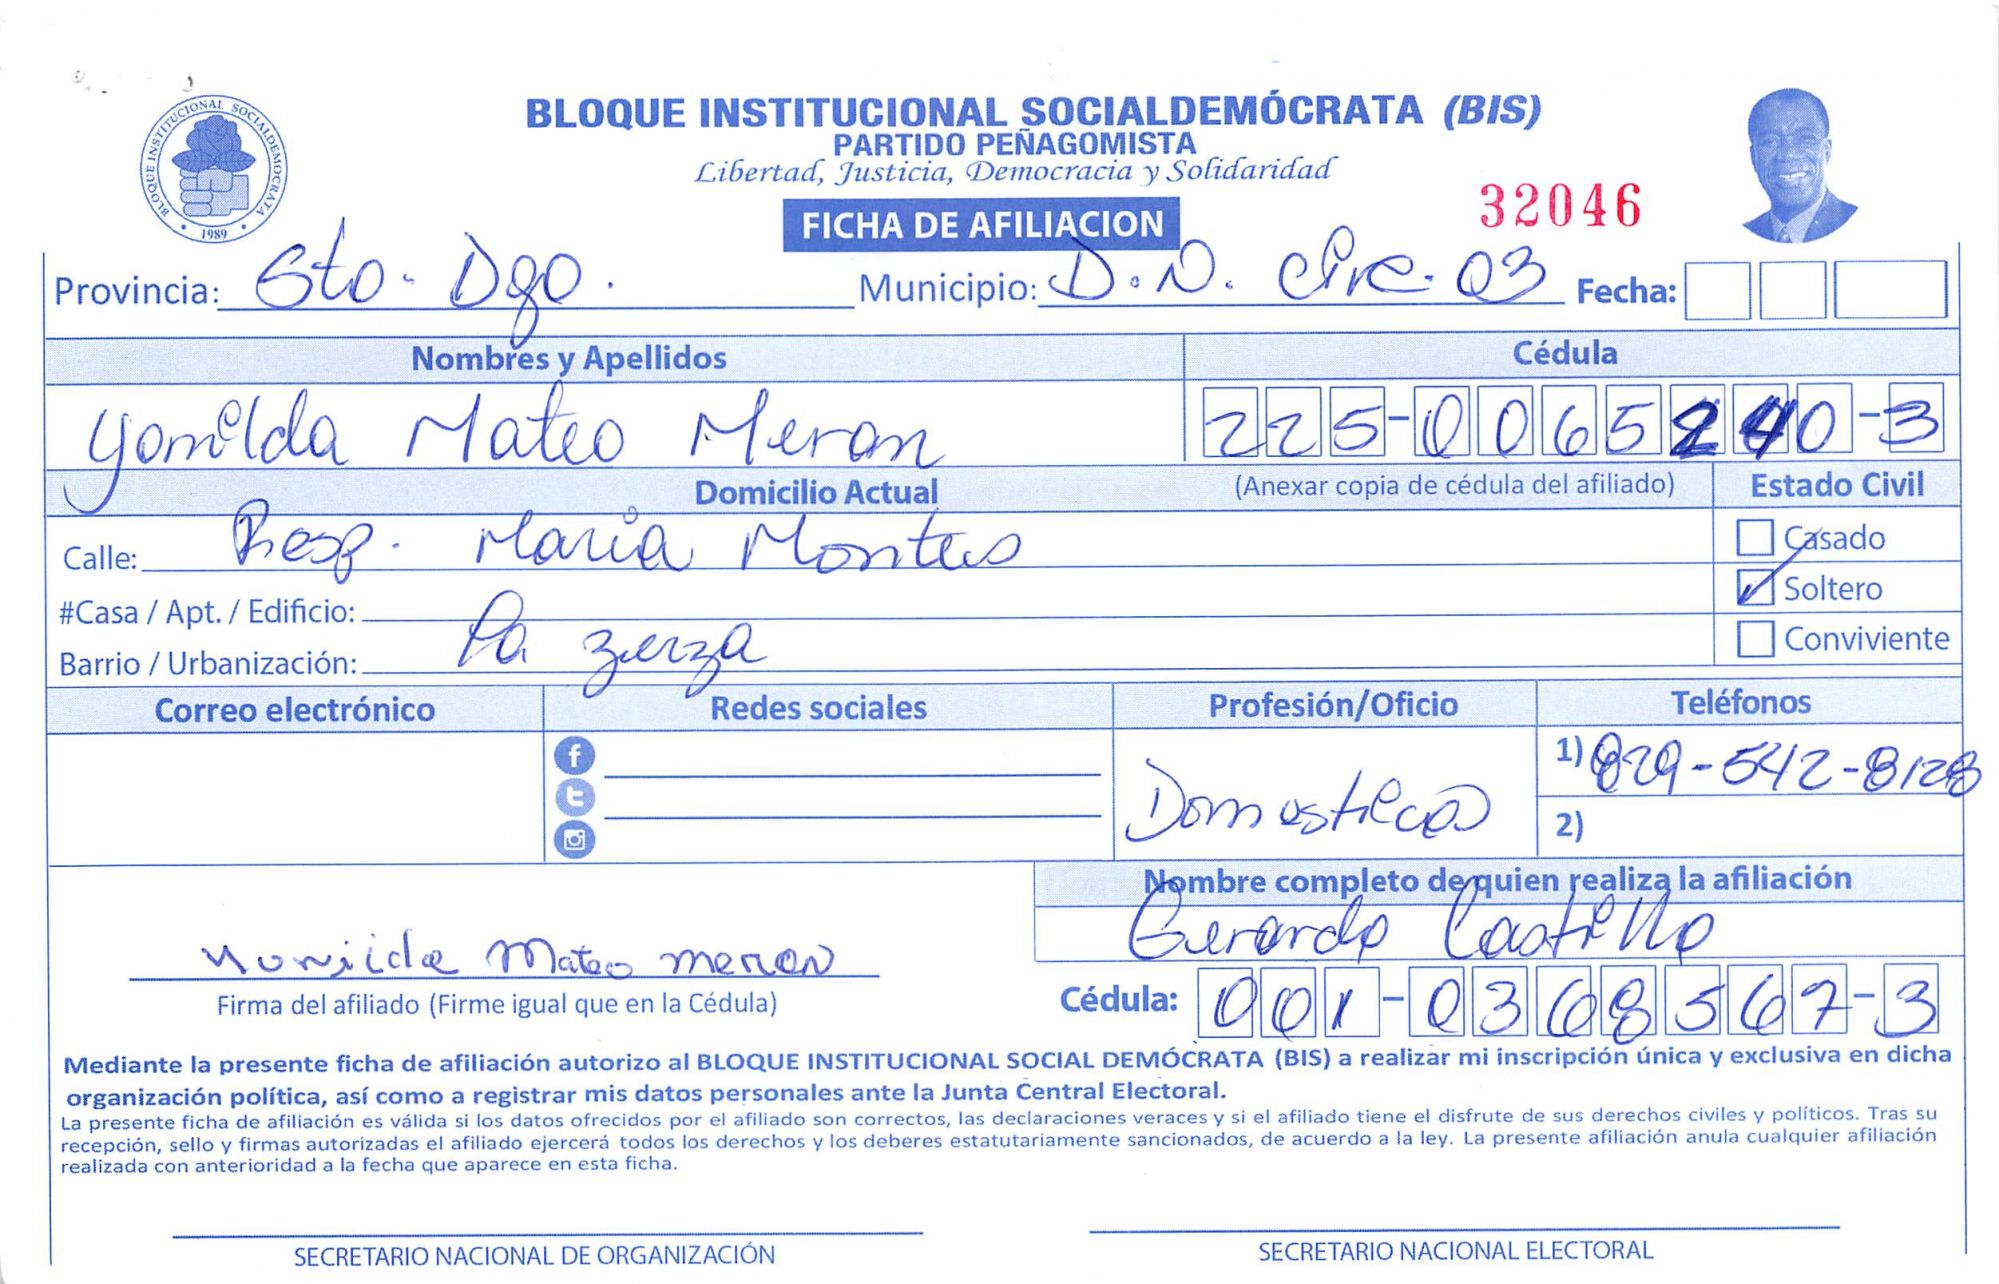 BLOQUE INSTITUCIONAL SOCIALDEMOCRATA
1989
BLOQUE INSTITUCIONAL SOCIALDEMÓCRATA (BIS)
PARTIDO PEÑAGOMISTA
Libertad, Justicia, Democracia y Solidaridad
32046
FICHA DE AFILIACION
Provincia: Sto. Dgo. Municipio: D.N. Circ. 03 Fecha:
Nombres y Apellidos Cédula
Yomilda Mateo Meran 225-0065240-3
Domicilio Actual (Anexar copia de cédula del afiliado) Estado Civil
Calle: Resp. Maria Montes Casado
#Casa / Apt. / Edificio: Soltero
Barrio / Urbanización: La zurza Conviviente
Correo electrónico Redes sociales Profesión/Oficio Teléfonos
1) 829-542-8128
Domesticos
2)
Nombre completo de quien realiza la afiliación
Gerardo Castillo
Mateo meran
Firma del afiliado (Firme igual que en la Cédula) Cédula: 001-0368567-3
Mediante la presente ficha de afiliación autorizo al BLOQUE INSTITUCIONAL SOCIAL DEMÓCRATA (BIS) a realizar mi inscripción única y exclusiva en dicha
organización política, así como a registrar mis datos personales ante la Junta Central Electoral.
La presente ficha de afiliación es válida si los datos ofrecidos por el afiliado son correctos, las declaraciones veraces y si el afiliado tiene el disfrute de sus derechos civiles y políticos. Tras su
recepción, sello y firmas autorizadas el afiliado ejercerá todos los derechos y los deberes estatutariamente sancionados, de acuerdo a la ley. La presente afiliación anula cualquier afiliación
realizada con anterioridad a la fecha que aparece en esta ficha.
SECRETARIO NACIONAL DE ORGANIZACIÓN SECRETARIO NACIONAL ELECTORAL